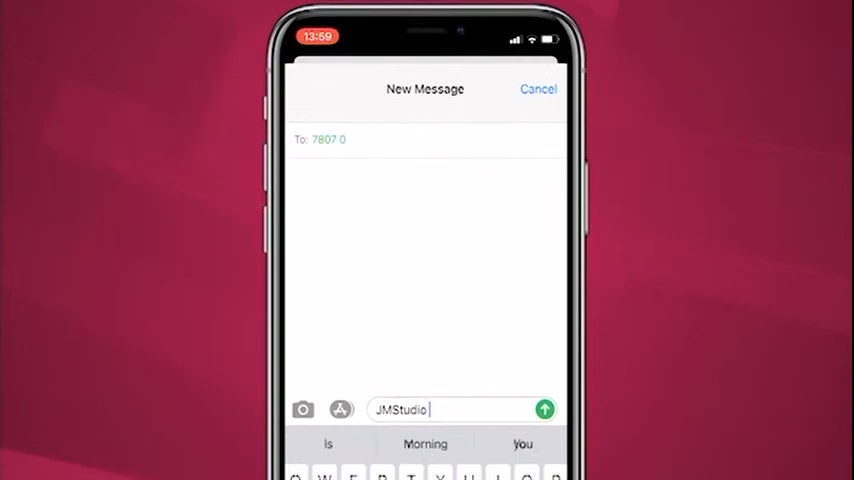 13:59
New Message
Cancel
To: 7807 0
JMStudio
Is
Morning
You
Q W E R T Y U I O P